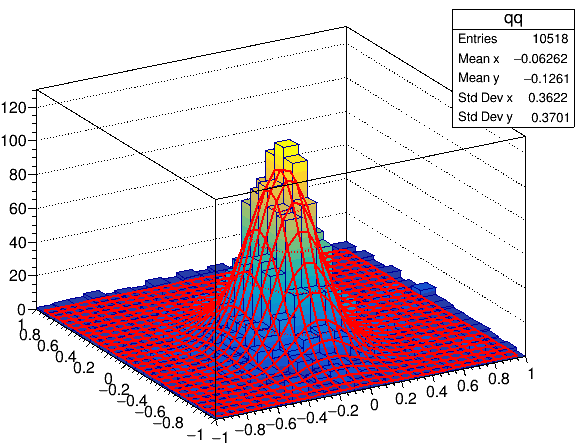 qq
Entries 10518
Mean x −0.06262
Mean y −0.1261
Std Dev x 0.3622
Std Dev y 0.3701
120
100
80
60
40
20
0
1
0.8
0.6
0.4
0.2
0
−0.2
−0.4
−0.6
−0.8
−1
−1 −0.8 −0.6 −0.4 −0.2 0 0.2 0.4 0.6 0.8 1